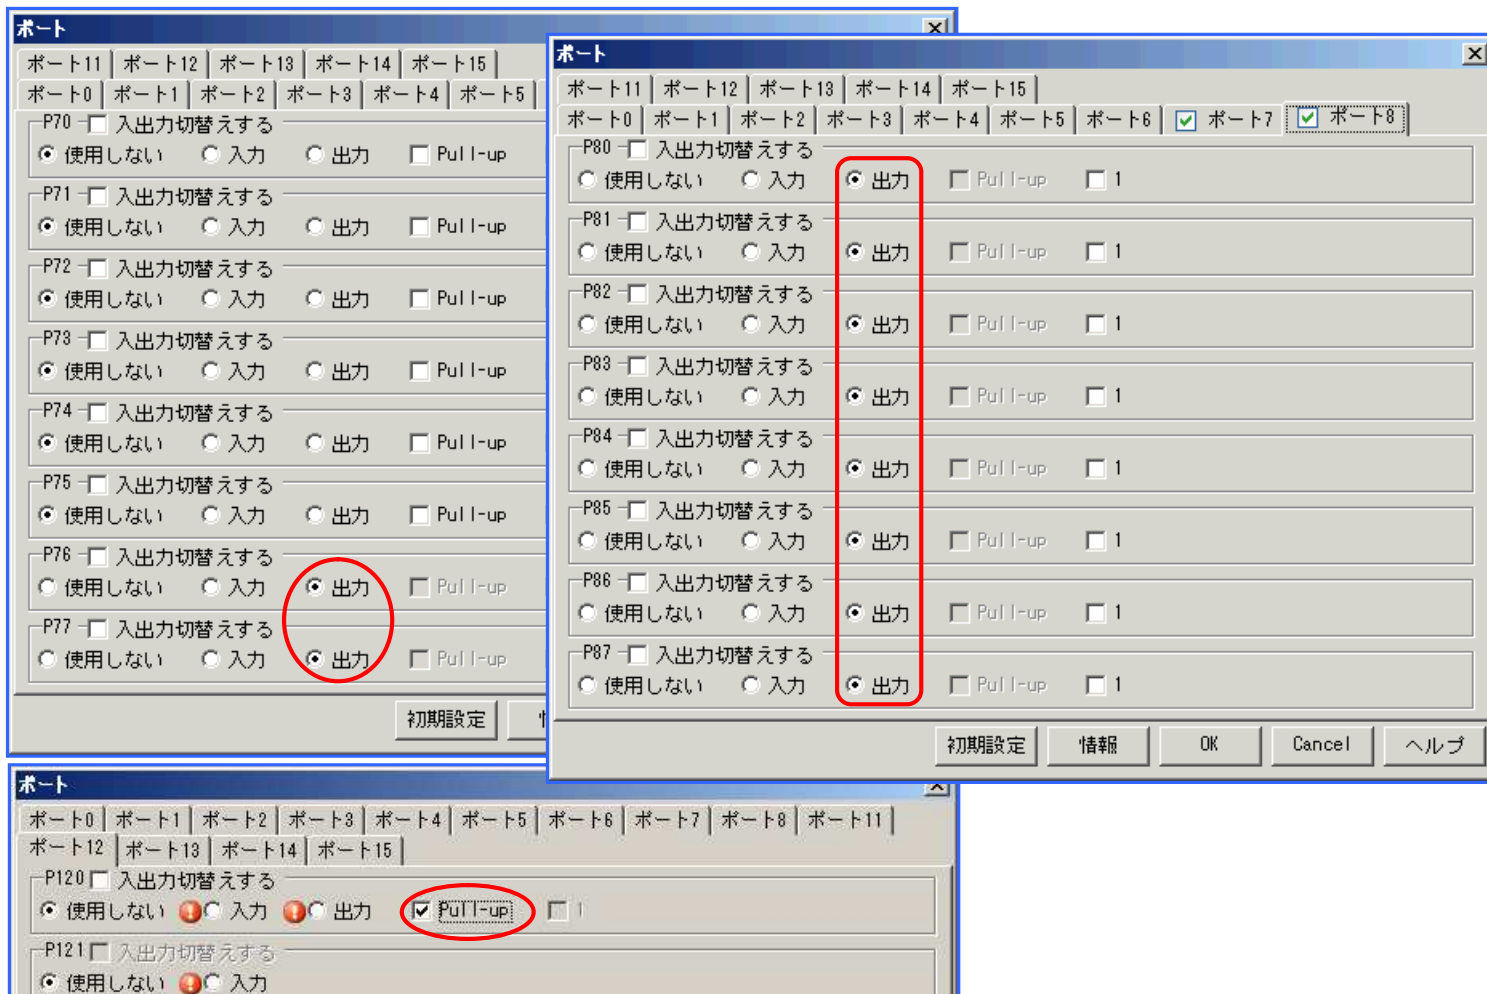 ポート
ポート11 ポート12 ポート13 ポート14 ポート15
ポート0 ポート1 ポート2 ポート3 ポート4 ポート5
P70 入出力切替えする
使用しない 入力 出力 Pull-up
P71 入出力切替えする
使用しない 入力 出力 Pull-up
P72 入出力切替えする
使用しない 入力 出力 Pull-up
P73 入出力切替えする
使用しない 入力 出力 Pull-up
P74 入出力切替えする
使用しない 入力 出力 Pull-up
P75 入出力切替えする
使用しない 入力 出力 Pull-up
P76 入出力切替えする
使用しない 入力 出力 Pull-up
P77 入出力切替えする
使用しない 入力 出力 Pull-up
初期設定
ポート
ポート11 ポート12 ポート13 ポート14 ポート15
ポート0 ポート1 ポート2 ポート3 ポート4 ポート5 ポート6 ポート7 ポート8
P80 入出力切替えする
使用しない 入力 出力 Pull-up 1
P81 入出力切替えする
使用しない 入力 出力 Pull-up 1
P82 入出力切替えする
使用しない 入力 出力 Pull-up 1
P83 入出力切替えする
使用しない 入力 出力 Pull-up 1
P84 入出力切替えする
使用しない 入力 出力 Pull-up 1
P85 入出力切替えする
使用しない 入力 出力 Pull-up 1
P86 入出力切替えする
使用しない 入力 出力 Pull-up 1
P87 入出力切替えする
使用しない 入力 出力 Pull-up 1
初期設定 情報 OK Cancel ヘルプ
ポート
ポート0 ポート1 ポート2 ポート3 ポート4 ポート5 ポート6 ポート7 ポート8 ポート11
ポート12 ポート13 ポート14 ポート15
P120 入出力切替えする
使用しない 入力 出力 Pull-up 1
P121 入出力切替えする
使用しない 入力